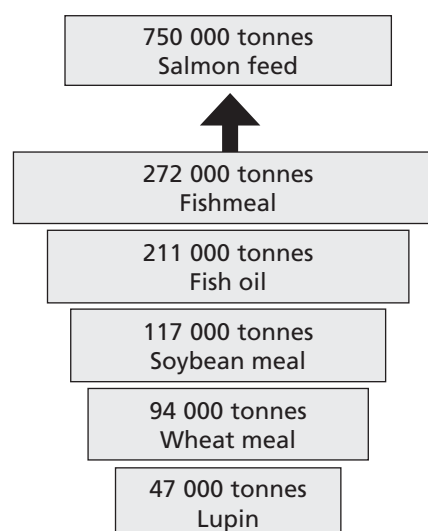 750 000 tonnes
Salmon feed
272 000 tonnes
Fishmeal
211 000 tonnes
Fish oil
117 000 tonnes
Soybean meal
94 000 tonnes
Wheat meal
47 000 tonnes
Lupin